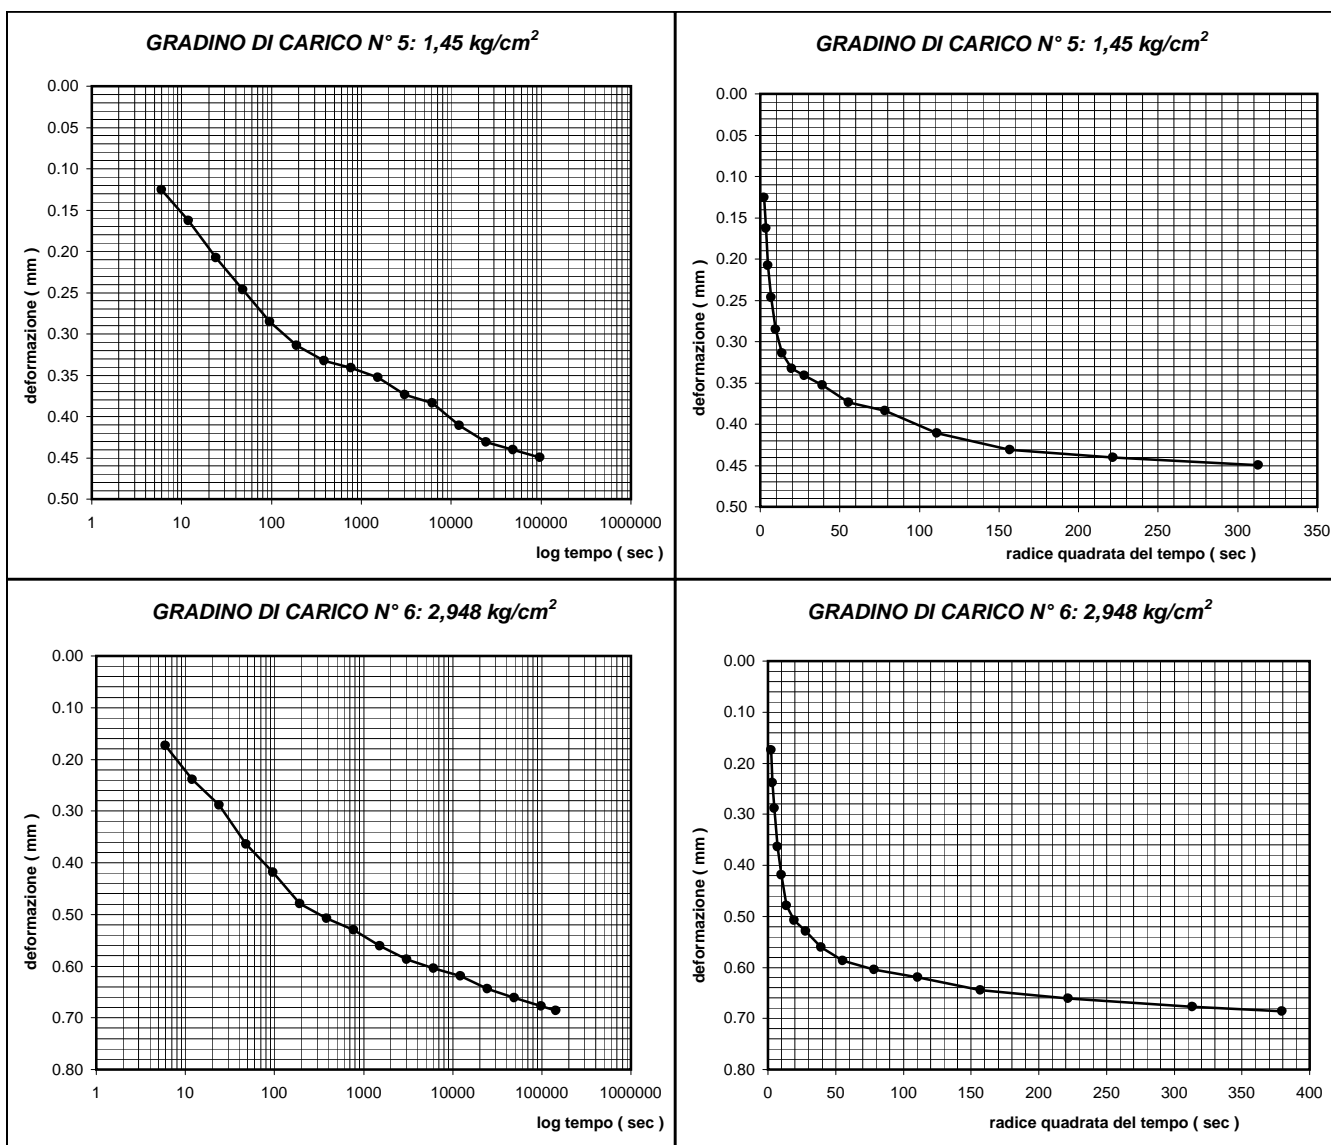 GRADINO DI CARICO N° 5: 1,45 kg/cm²
0.00
0.05
0.10
0.15
0.20
0.25
0.30
0.35
0.40
0.45
0.50
deformazione ( mm )
1 10 100 1000 10000 100000 1000000
log tempo ( sec )
GRADINO DI CARICO N° 5: 1,45 kg/cm²
0.00
0.05
0.10
0.15
0.20
0.25
0.30
0.35
0.40
0.45
0.50
deformazione ( mm )
0 50 100 150 200 250 300 350
radice quadrata del tempo ( sec )
GRADINO DI CARICO N° 6: 2,948 kg/cm²
0.00
0.10
0.20
0.30
0.40
0.50
0.60
0.70
0.80
deformazione ( mm )
1 10 100 1000 10000 100000 1000000
log tempo ( sec )
GRADINO DI CARICO N° 6: 2,948 kg/cm²
0.00
0.10
0.20
0.30
0.40
0.50
0.60
0.70
0.80
deformazione ( mm )
0 50 100 150 200 250 300 350 400
radice quadrata del tempo ( sec )